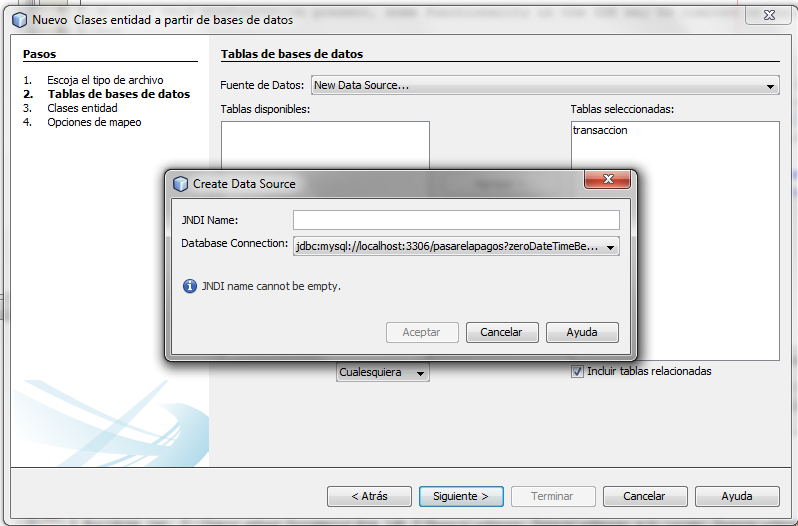 Nuevo Clases entidad a partir de bases de datos
Pasos
1. Escoja el tipo de archivo
2. Tablas de bases de datos
3. Clases entidad
4. Opciones de mapeo
Tablas de bases de datos
Fuente de Datos: New Data Source...
Tablas disponibles:
Tablas seleccionadas:
transaccion
Create Data Source
JNDI Name:
Database Connection: jdbc:mysql://localhost:3306/pasarelapagos?zeroDateTimeBe...
JNDI name cannot be empty.
Aceptar Cancelar Ayuda
Cualesquiera
Incluir tablas relacionadas
< Atrás Siguiente > Terminar Cancelar Ayuda